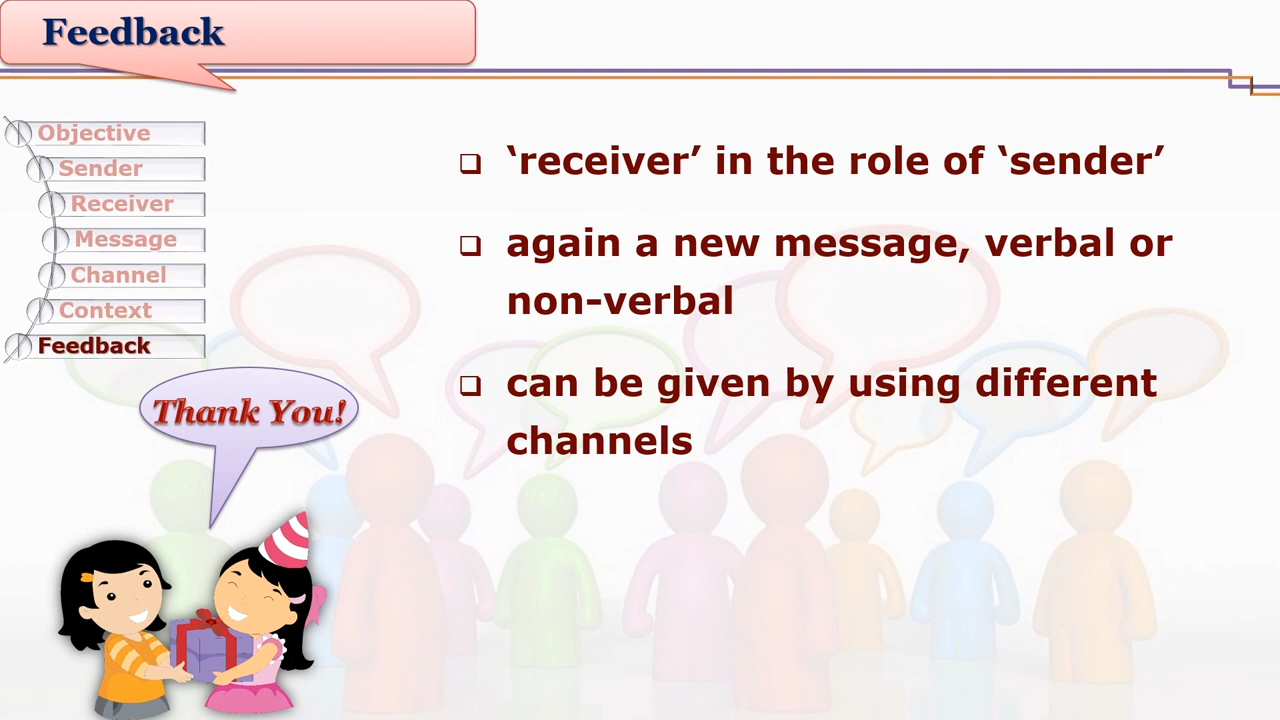 Feedback
Objective
Sender
Receiver
Message
Channel
Context
Feedback
Thank You!
‘receiver’ in the role of ‘sender’
again a new message, verbal or
non-verbal
can be given by using different
channels